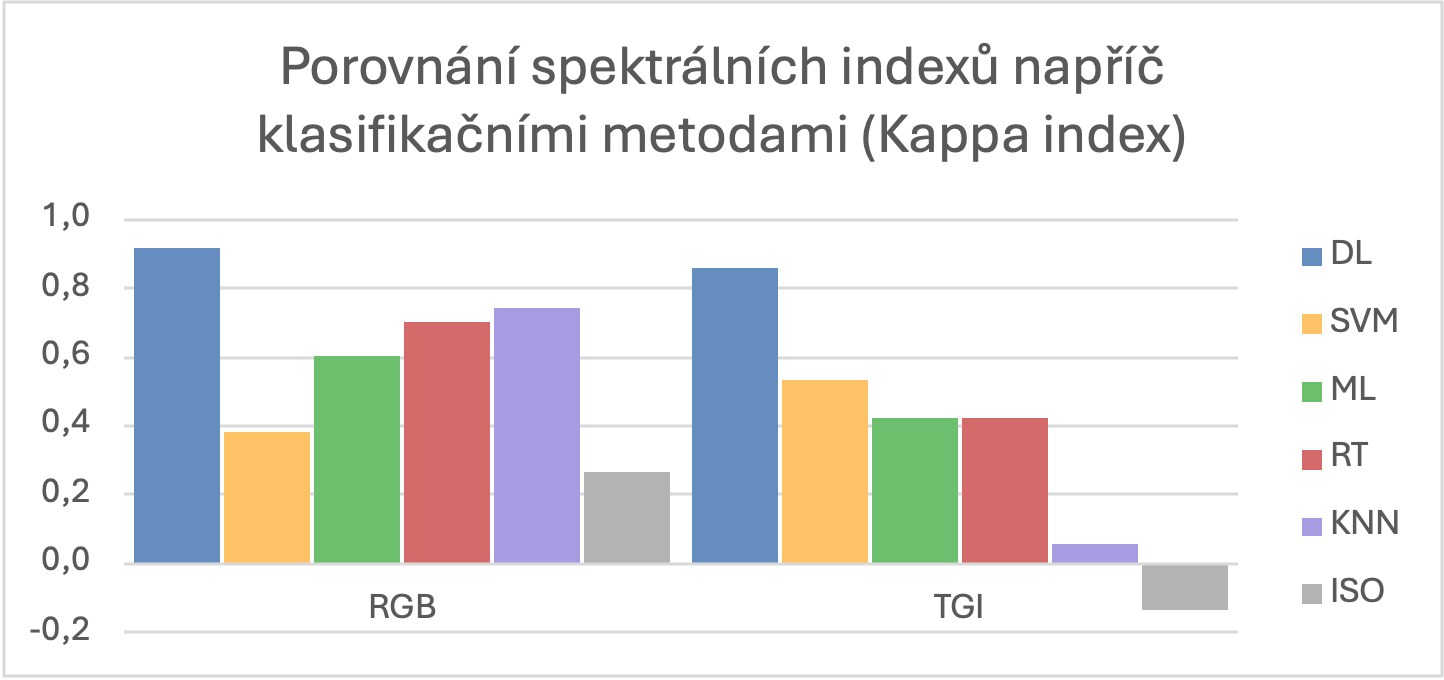 Porovnání spektrálních indexů napříč
klasifikačními metodami (Kappa index)
1,0
0,8
0,6
0,4
0,2
0,0
-0,2
RGB
TGI
DL
SVM
ML
RT
KNN
ISO